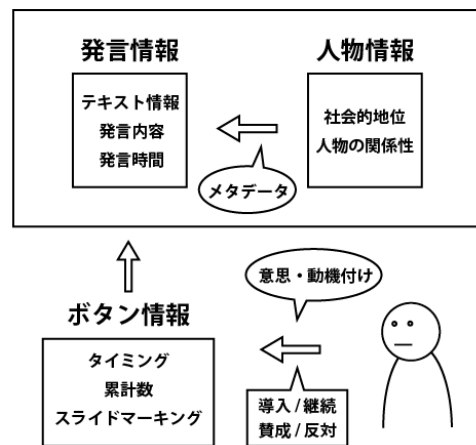 発言情報
テキスト情報
発言内容
発言時間
人物情報
社会的地位
人物の関係性
メタデータ
ボタン情報
タイミング
累計数
スライドマーキング
意思・動機付け
導入 / 継続
賛成 / 反対